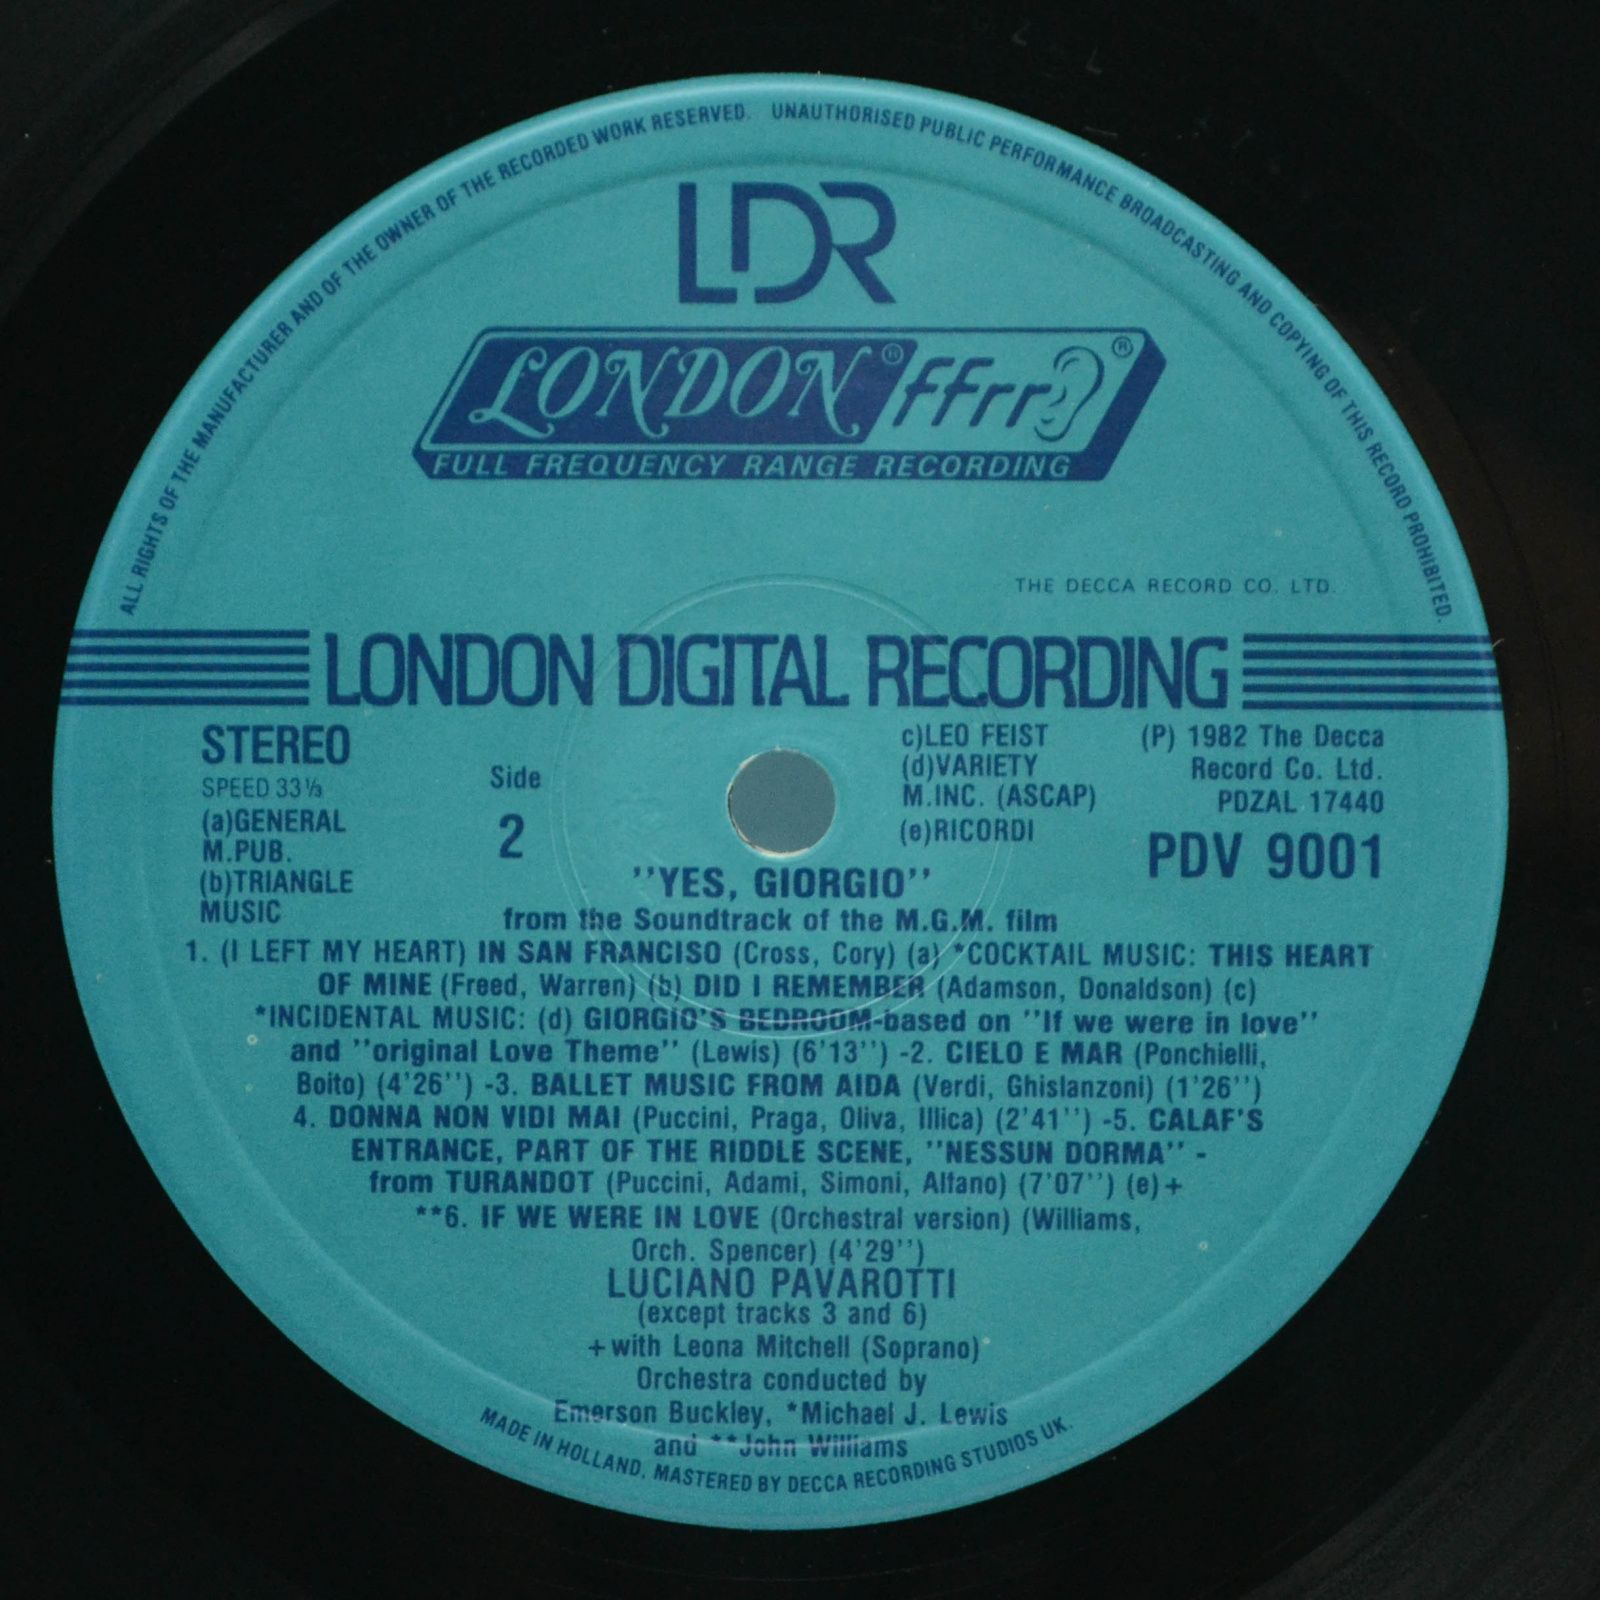 ALL RIGHTS OF THE MANUFACTURER AND OF THE OWNER OF THE RECORDED WORK RESERVED. UNAUTHORISED PUBLIC PERFORMANCE BROADCASTING AND COPYING OF THIS RECORD PROHIBITED.
LDR
LONDON® ffrr ®
FULL FREQUENCY RANGE RECORDING
THE DECCA RECORD CO. LTD.
LONDON DIGITAL RECORDING
STEREO
SPEED 33⅓
(a)GENERAL
M.PUB.
(b)TRIANGLE
MUSIC
Side
2
c)LEO FEIST
(d)VARIETY
M.INC. (ASCAP)
(e)RICORDI
(P) 1982 The Decca
Record Co. Ltd.
PDZAL 17440
PDV 9001
''YES, GIORGIO''
from the Soundtrack of the M.G.M. film
1. (I LEFT MY HEART) IN SAN FRANCISO (Cross, Cory) (a) *COCKTAIL MUSIC: THIS HEART
OF MINE (Freed, Warren) (b) DID I REMEMBER (Adamson, Donaldson) (c)
*INCIDENTAL MUSIC: (d) GIORGIO'S BEDROOM-based on ''If we were in love''
and ''original Love Theme'' (Lewis) (6'13'') -2. CIELO E MAR (Ponchielli,
Boito) (4'26'') -3. BALLET MUSIC FROM AIDA (Verdi, Ghislanzoni) (1'26'')
4. DONNA NON VIDI MAI (Puccini, Praga, Oliva, Illica) (2'41'') -5. CALAF'S
ENTRANCE, PART OF THE RIDDLE SCENE, ''NESSUN DORMA'' -
from TURANDOT (Puccini, Adami, Simoni, Alfano) (7'07'') (e)+
**6. IF WE WERE IN LOVE (Orchestral version) (Williams,
Orch. Spencer) (4'29'')
LUCIANO PAVAROTTI
(except tracks 3 and 6)
+with Leona Mitchell (Soprano)
Orchestra conducted by
Emerson Buckley, *Michael J. Lewis
and **John Williams
MADE IN HOLLAND. MASTERED BY DECCA RECORDING STUDIOS UK.